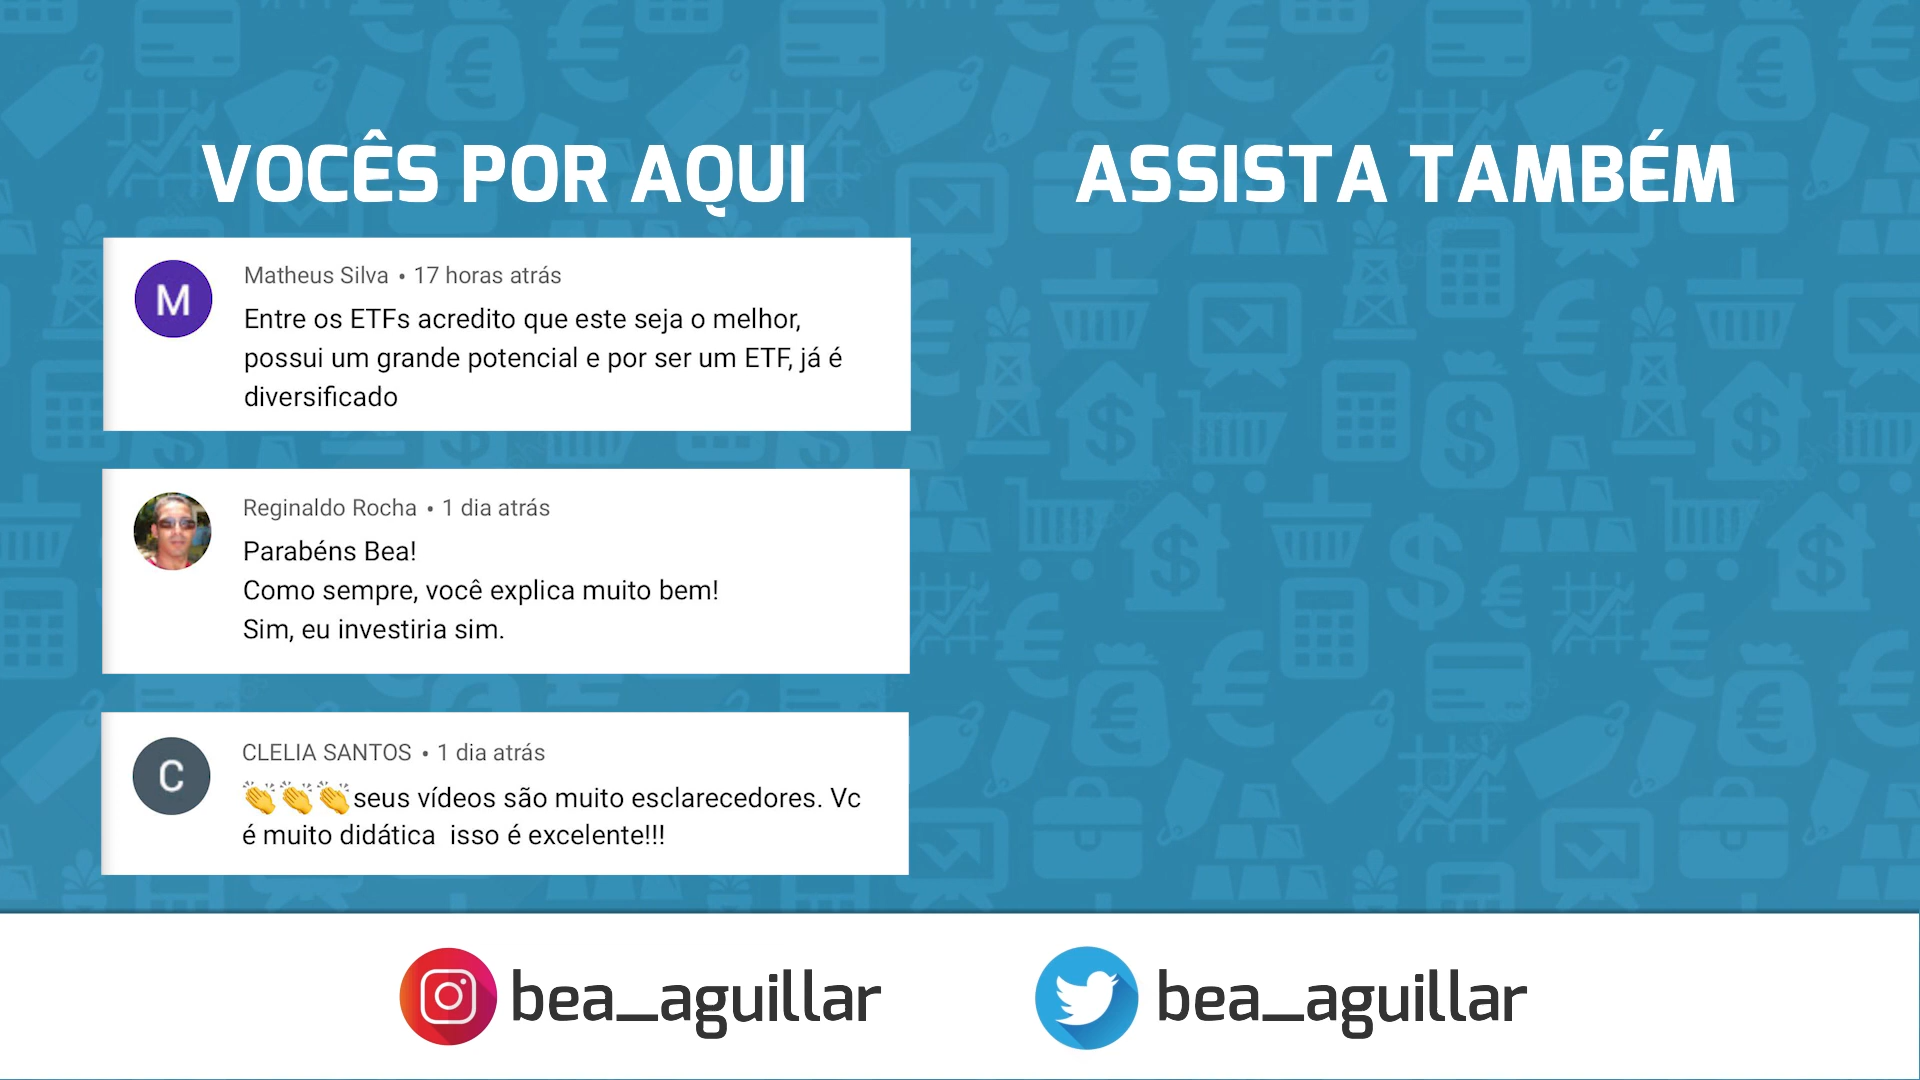 VOCÊS POR AQUI
Matheus Silva • 17 horas atrás
Entre os ETFs acredito que este seja o melhor,
possui um grande potencial e por ser um ETF, já é
diversificado
Reginaldo Rocha • 1 dia atrás
Parabéns Bea!
Como sempre, você explica muito bem!
Sim, eu investiria sim.
CLELIA SANTOS • 1 dia atrás
👏👏👏seus vídeos são muito esclarecedores. Vc
é muito didática  isso é excelente!!!
ASSISTA TAMBÉM
bea_aguillar
bea_aguillar